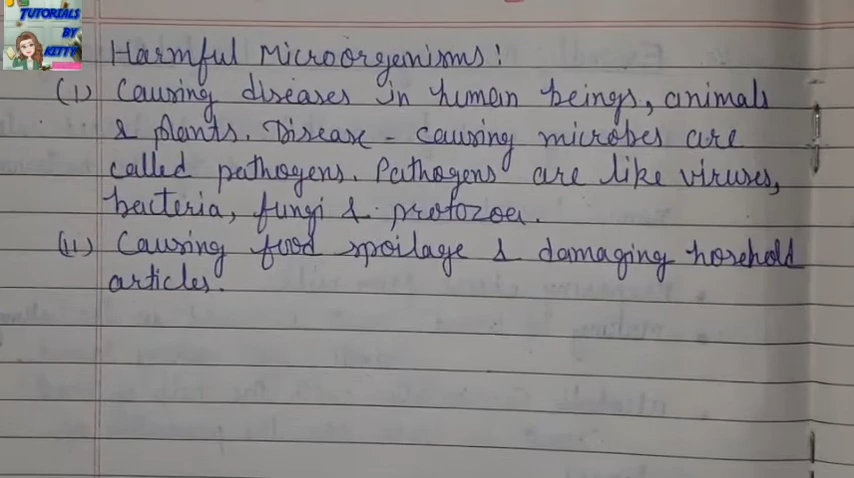 TUTORIALS
BY
KITTY
Harmful Microorganisms:
(i) Causing diseases in human beings, animals
& plants. Disease - causing microbes are
called pathogens. Pathogens are like viruses,
bacteria, fungi & protozoa.
(ii) Causing food spoilage & damaging hosehold
articles.